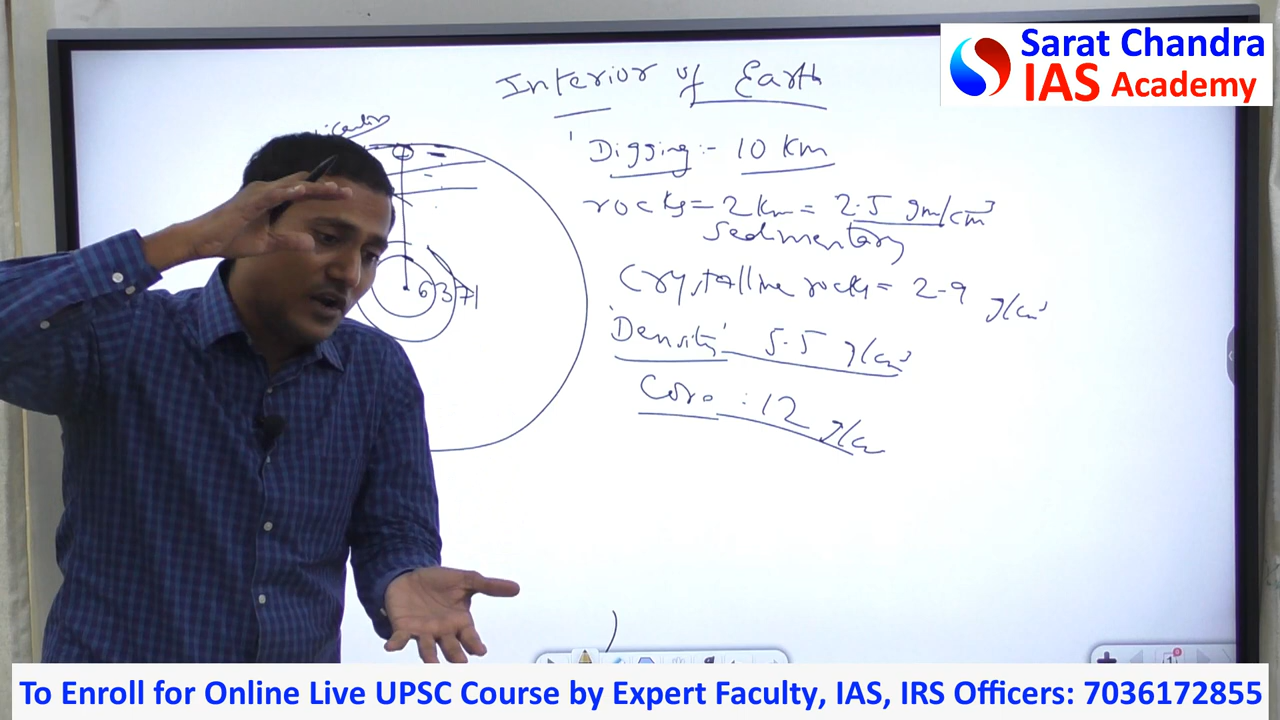 Sarat Chandra
IAS Academy
Interior of Earth
Digging :- 10 Km
rocks = 2 Km = 2.5 gm/cm³
Sedimentary
Crystalline rocks = 2.9 g/cm³
'Density' 5.5 g/cm³
Core : 12 g/cm
6371
To Enroll for Online Live UPSC Course by Expert Faculty, IAS, IRS Officers: 7036172855